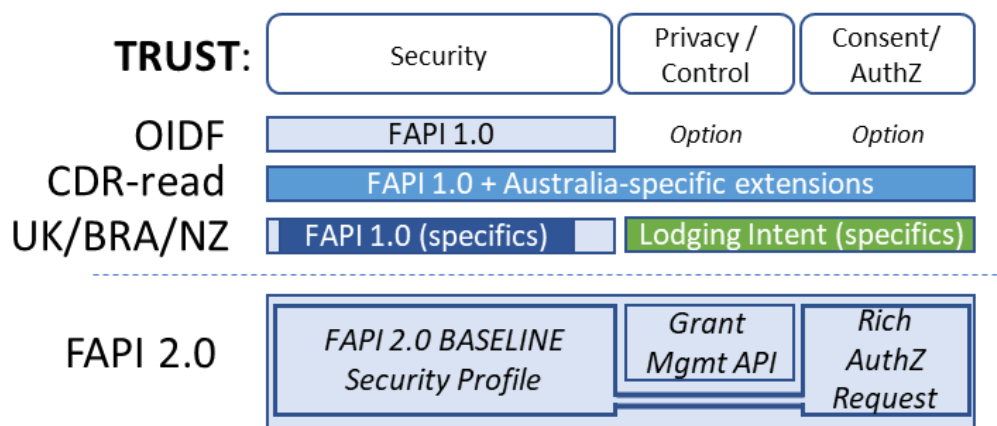 TRUST:
Security
Privacy /
Control
Consent/
AuthZ
OIDF
FAPI 1.0
Option
Option
CDR-read
FAPI 1.0 + Australia-specific extensions
UK/BRA/NZ
FAPI 1.0 (specifics)
Lodging Intent (specifics)
FAPI 2.0
FAPI 2.0 BASELINE
Security Profile
Grant
Mgmt API
Rich
AuthZ
Request